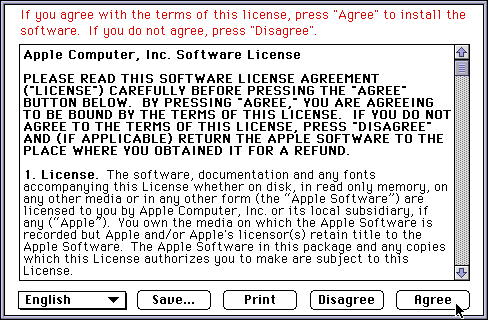 If you agree with the terms of this license, press "Agree" to install the
software. If you do not agree, press "Disagree".
Apple Computer, Inc. Software License
PLEASE READ THIS SOFTWARE LICENSE AGREEMENT
("LICENSE") CAREFULLY BEFORE PRESSING THE "AGREE"
BUTTON BELOW. BY PRESSING "AGREE," YOU ARE AGREEING
TO BE BOUND BY THE TERMS OF THIS LICENSE. IF YOU DO NOT
AGREE TO THE TERMS OF THIS LICENSE, PRESS "DISAGREE"
AND (IF APPLICABLE) RETURN THE APPLE SOFTWARE TO THE
PLACE WHERE YOU OBTAINED IT FOR A REFUND.
1. License. The software, documentation and any fonts
accompanying this License whether on disk, in read only memory, on
any other media or in any other form (the “Apple Software”) are
licensed to you by Apple Computer, Inc. or its local subsidiary, if
any (“Apple”). You own the media on which the Apple Software is
recorded but Apple and/or Apple's licensor(s) retain title to the
Apple Software. The Apple Software in this package and any copies
which this License authorizes you to make are subject to this
License.
English Save... Print Disagree Agree